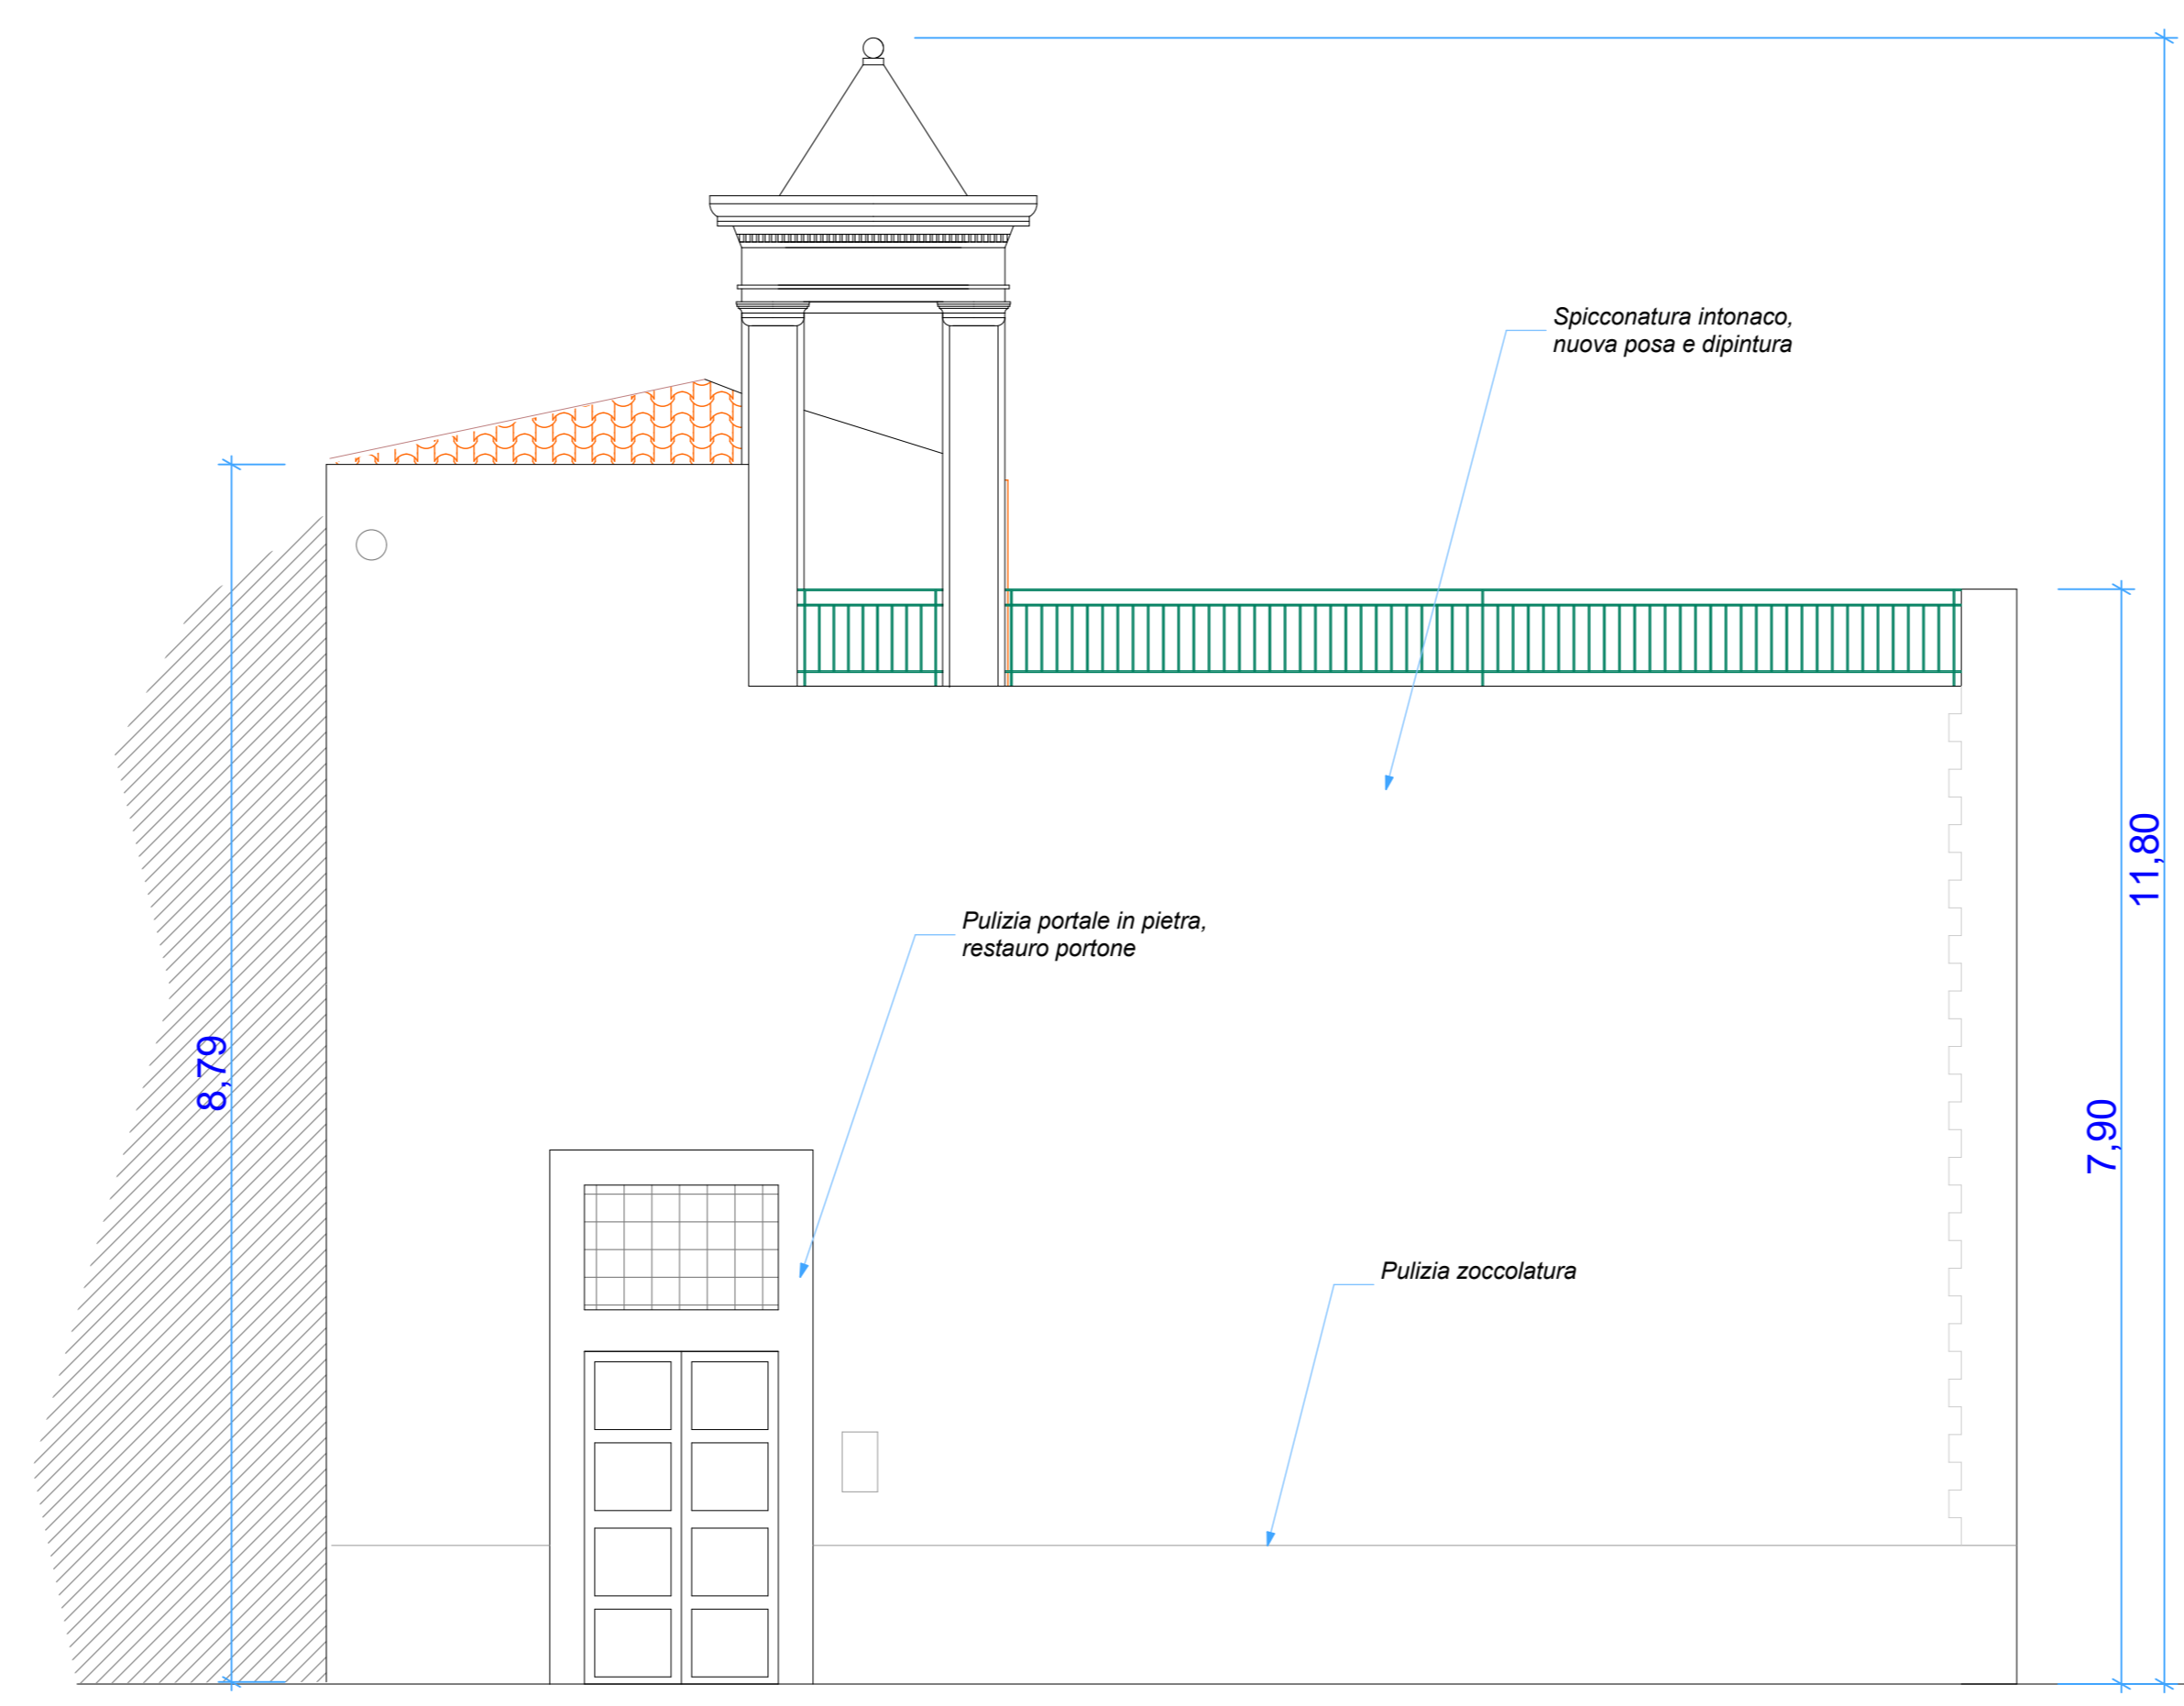 Spicconatura intonaco,
nuova posa e dipintura
11,80
Pulizia portale in pietra,
restauro portone
8,79
7,90
Pulizia zoccolatura